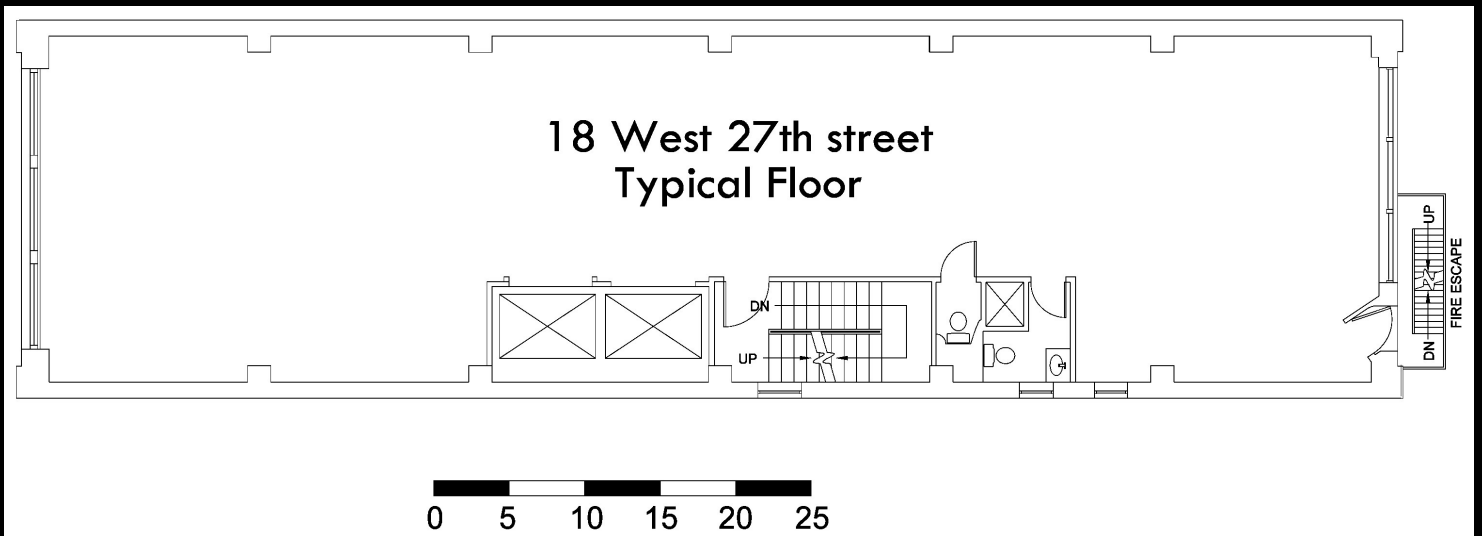 18 West 27th street
Typical Floor
DN
UP
UP
DN
FIRE ESCAPE
0 5 10 15 20 25